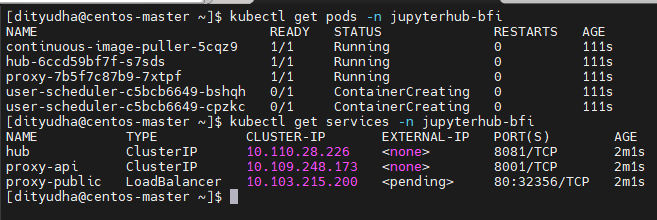 [dityudha@centos-master ~]$ kubectl get pods -n jupyterhub-bfi
NAME READY STATUS RESTARTS AGE
continuous-image-puller-5cqz9 1/1 Running 0 111s
hub-6ccd59bf7f-s7sds 1/1 Running 0 111s
proxy-7b5f7c87b9-7xtpf 1/1 Running 0 111s
user-scheduler-c5bcb6649-bshqh 0/1 ContainerCreating 0 111s
user-scheduler-c5bcb6649-cpzkc 0/1 ContainerCreating 0 111s
[dityudha@centos-master ~]$ kubectl get services -n jupyterhub-bfi
NAME TYPE CLUSTER-IP EXTERNAL-IP PORT(S) AGE
hub ClusterIP 10.110.28.226 <none> 8081/TCP 2m1s
proxy-api ClusterIP 10.109.248.173 <none> 8001/TCP 2m1s
proxy-public LoadBalancer 10.103.215.200 <pending> 80:32356/TCP 2m1s
[dityudha@centos-master ~]$